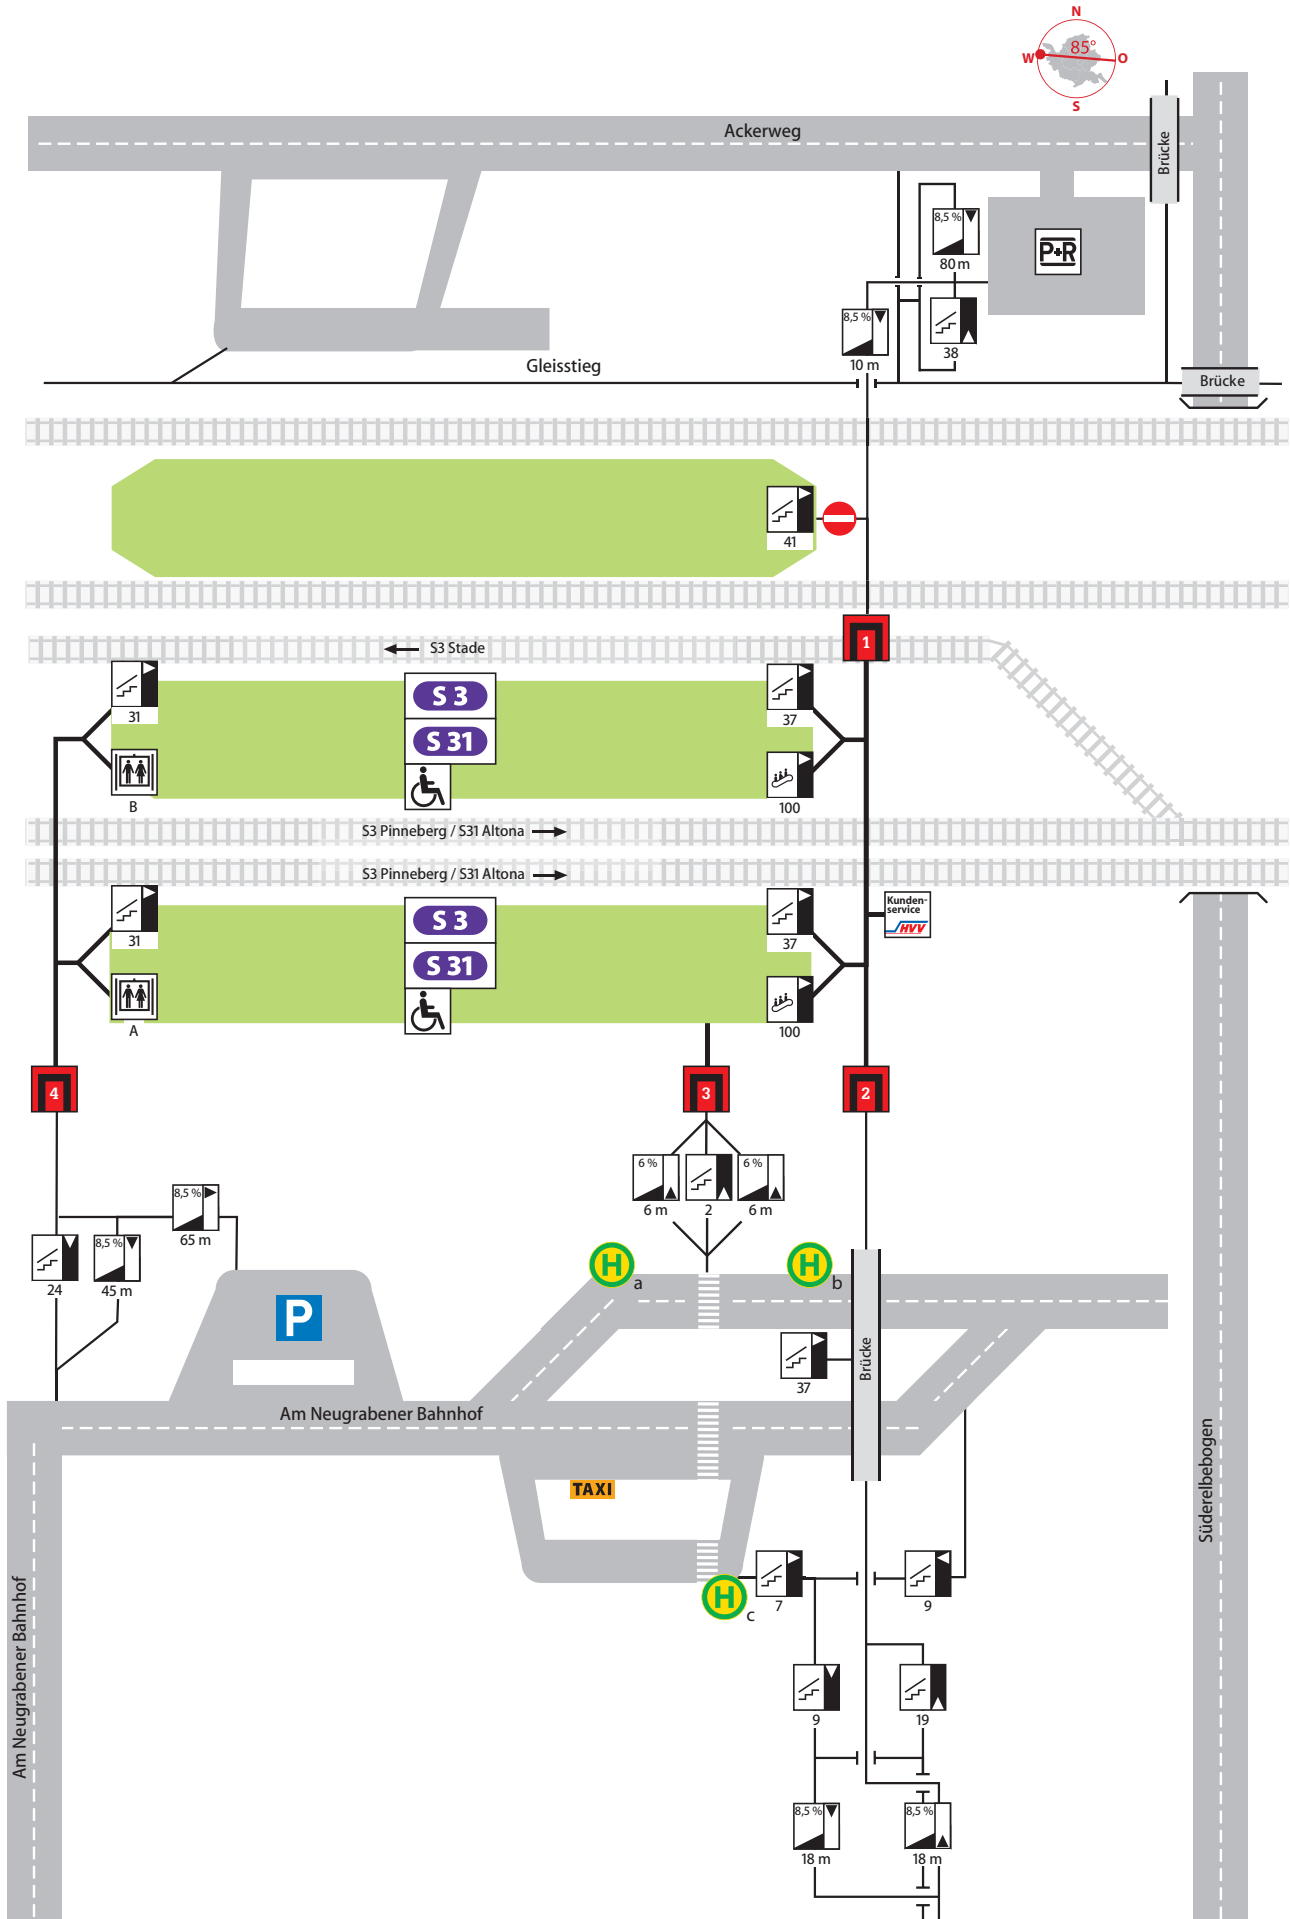 N
W
85°
O
S
Ackerweg
Brücke
8,5 %
80 m
P+R
8,5 %
10 m
38
Gleisstieg
Brücke
41
1
S3 Stade
31
S 3
S 31
37
B
100
S3 Pinneberg / S31 Altona
S3 Pinneberg / S31 Altona
31
S 3
S 31
37
Kunden-
service
HVV
A
100
4
3
2
6 %
6 m
2
6 %
6 m
8,5 %
65 m
24
8,5 %
45 m
P
H
a
H
b
Brücke
37
Am Neugrabener Bahnhof
TAXI
Süderelbebogen
H
c
7
9
Am Neugrabener Bahnhof
9
19
8,5 %
18 m
8,5 %
18 m